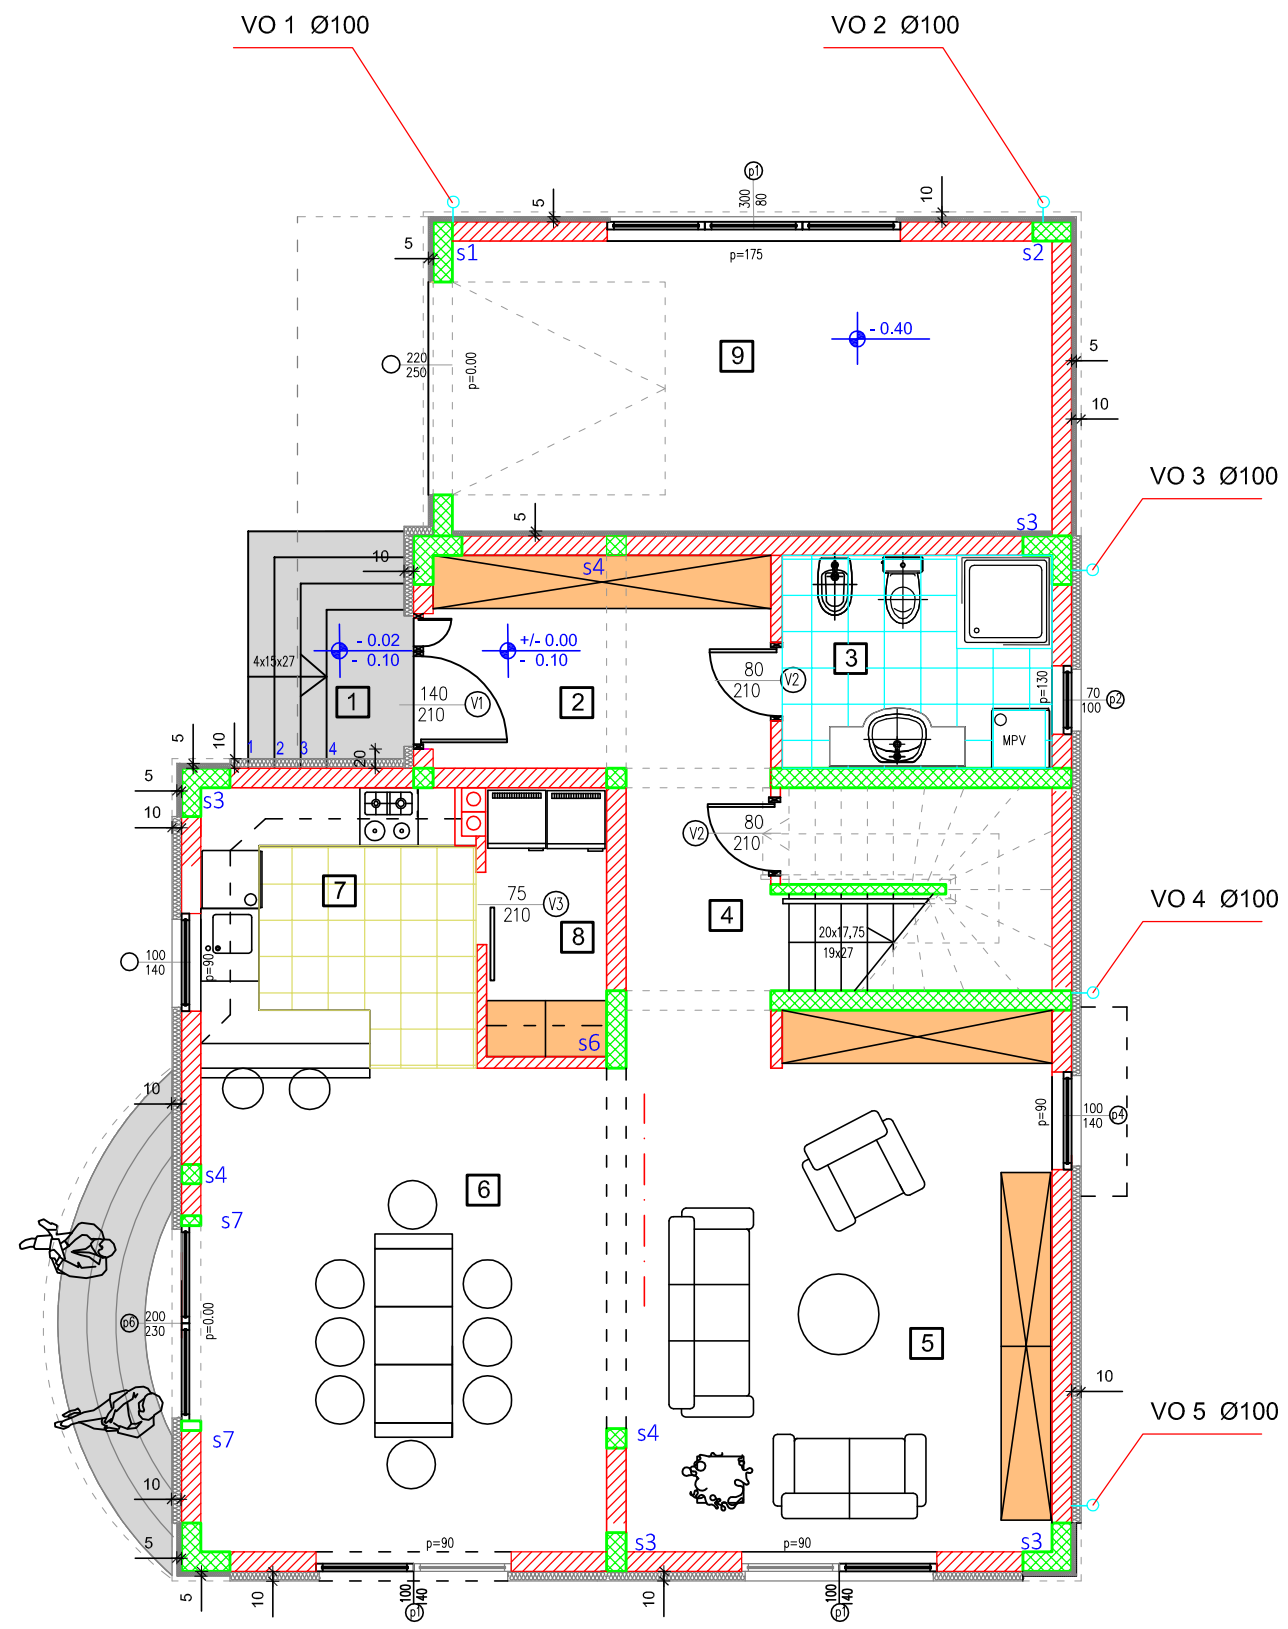 VO 1 Ø100
VO 2 Ø100
p1
300
80
5
10
5
s1
p=175
s2
- 0.40
9
220
250
p=0.00
5
10
5
s3
VO 3 Ø100
10
s4
- 0.02
- 0.10
+/- 0.00
- 0.10
4x15x27
3
80
210
V2
p=130
70
100
p2
1
140
210
V1
2
MPV
1
2
3
4
5
10
20
5
s3
10
80
210
V2
7
75
210
V3
4
VO 4 Ø100
8
20x17,75
19x27
100
140
p=90
s6
10
p=90
100
140
p4
s4
6
s7
p6
200
230
p=0.00
5
10
VO 5 Ø100
s7
s4
10
5
p=90
s3
p=90
s3
5
10
100
140
p1
10
100
140
p1